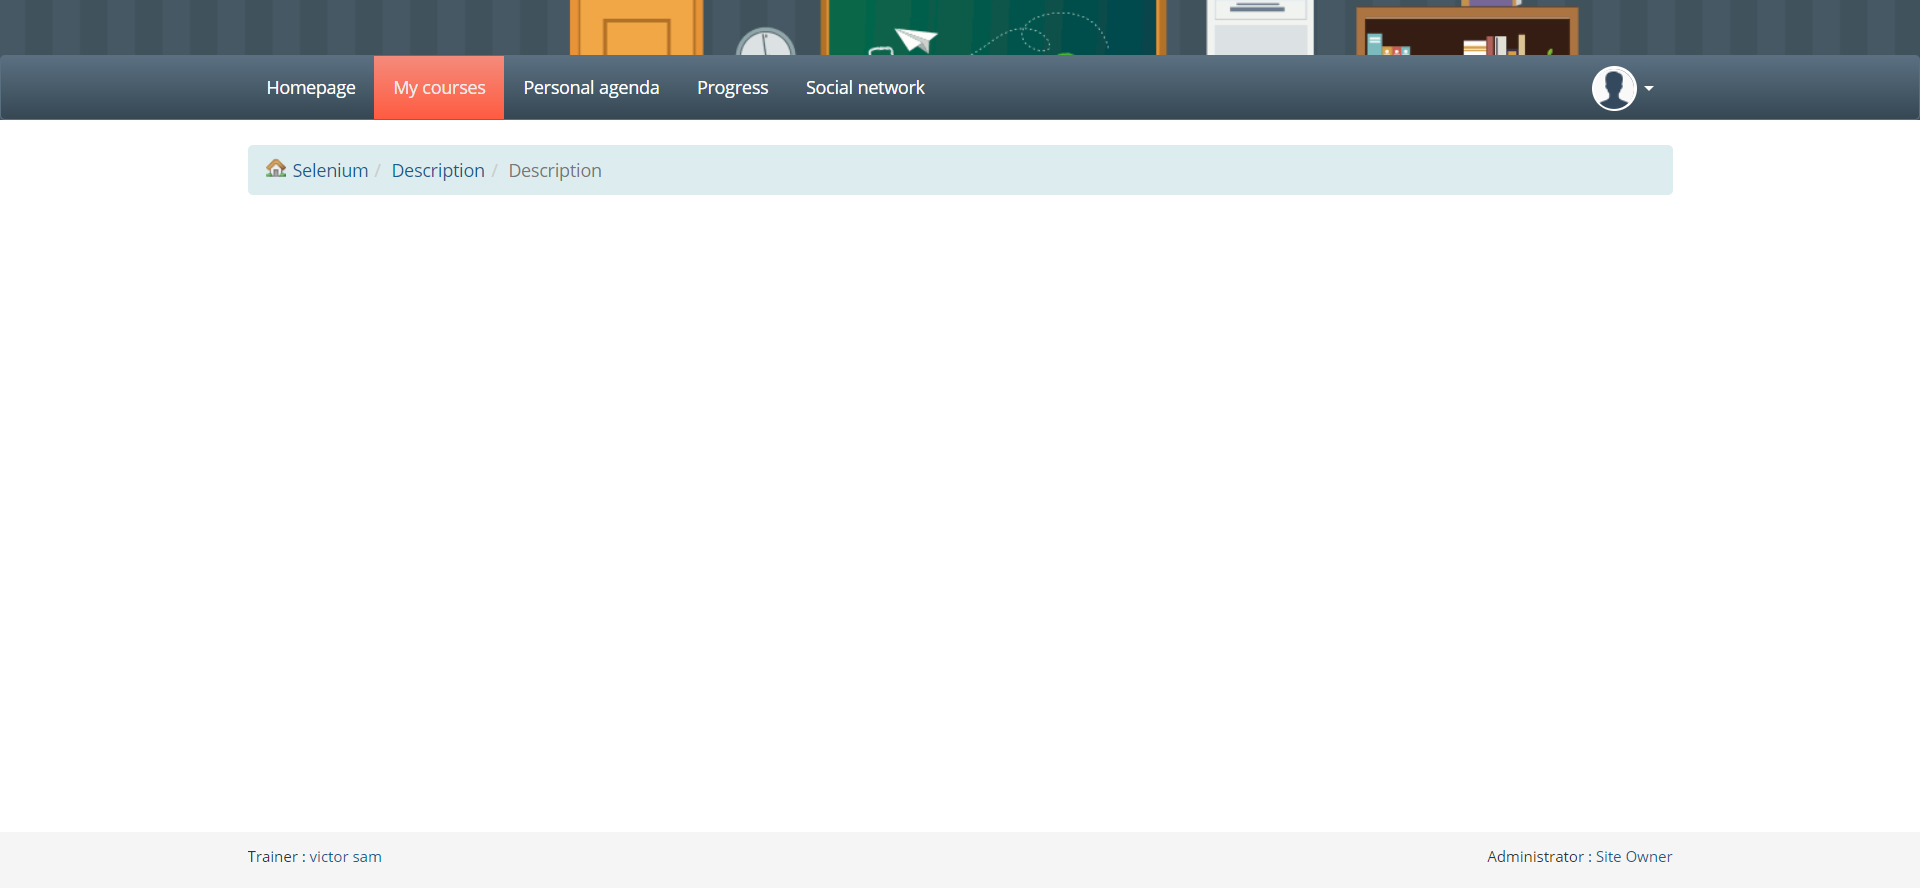 Homepage My courses Personal agenda Progress Social network
Selenium / Description / Description
Trainer : victor sam Administrator : Site Owner